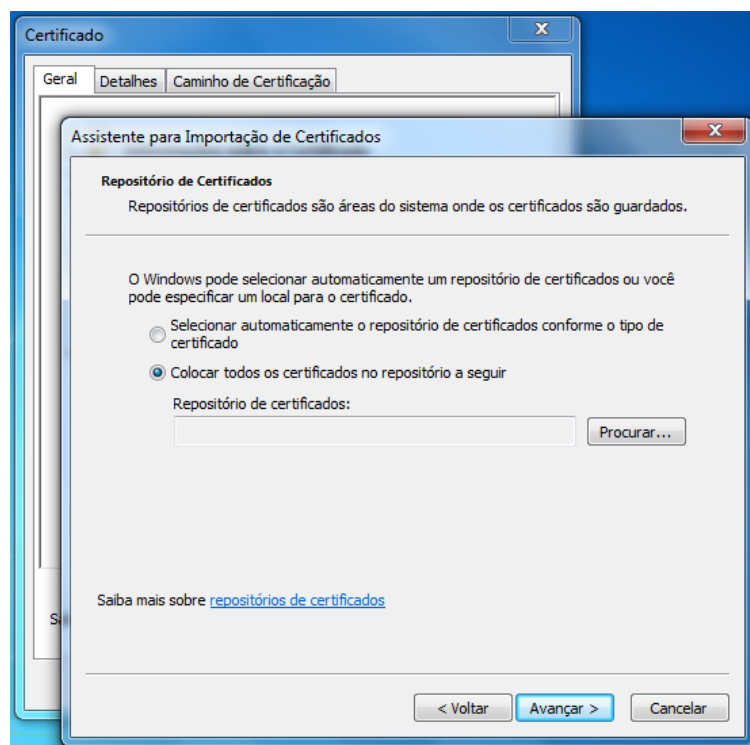 Certificado
Geral Detalhes Caminho de Certificação
Assistente para Importação de Certificados
Repositório de Certificados
Repositórios de certificados são áreas do sistema onde os certificados são guardados.
O Windows pode selecionar automaticamente um repositório de certificados ou você
pode especificar um local para o certificado.
Selecionar automaticamente o repositório de certificados conforme o tipo de
certificado
Colocar todos os certificados no repositório a seguir
Repositório de certificados:
Procurar...
Saiba mais sobre repositórios de certificados
< Voltar Avançar > Cancelar